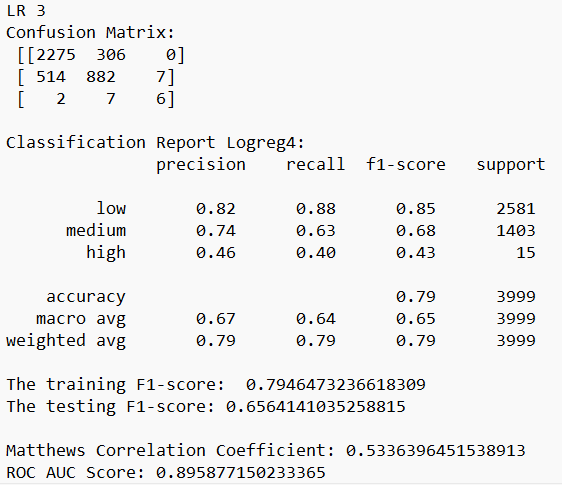 LR 3
Confusion Matrix:
[[2275 306 0]
[ 514 882 7]
[ 2 7 6]
Classification Report Logreg4:
precision recall f1-score support
low 0.82 0.88 0.85 2581
medium 0.74 0.63 0.68 1403
high 0.46 0.40 0.43 15
accuracy 0.79 3999
macro avg 0.67 0.64 0.65 3999
weighted avg 0.79 0.79 0.79 3999
The training F1-score: 0.7946473236618309
The testing F1-score: 0.6564141035258815
Matthews Correlation Coefficient: 0.5336396451538913
ROC AUC Score: 0.895877150233365